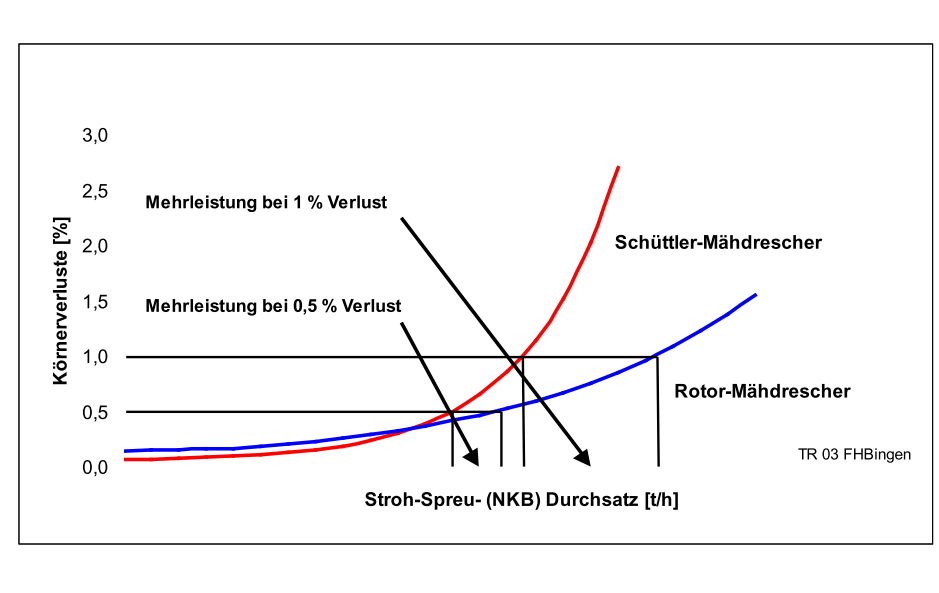 3,0
2,5
2,0
1,5
1,0
0,5
0,0
Körnerverluste [%]
Mehrleistung bei 1 % Verlust
Schüttler-Mähdrescher
Mehrleistung bei 0,5 % Verlust
Rotor-Mähdrescher
TR 03 FHBingen
Stroh-Spreu- (NKB) Durchsatz [t/h]